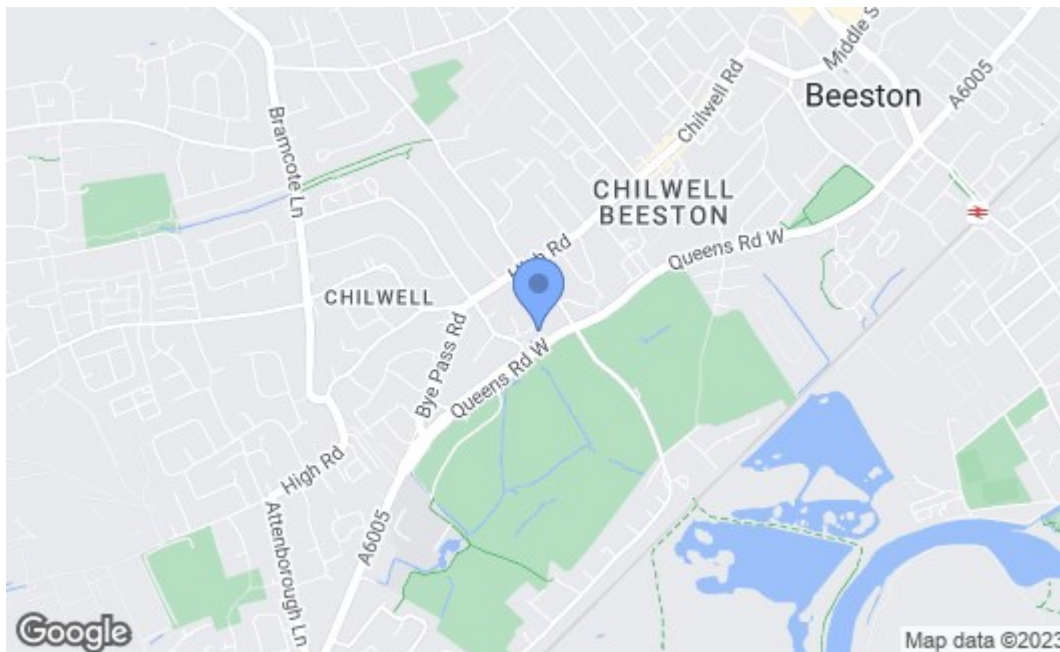 Middle S
Beeston
A6005
Chilwell Rd
Bramcote Ln
CHILWELL
BEESTON
Queens Rd W
High Rd
CHILWELL
Bye Pass Rd
Queens Rd W
High Rd
A6005
Attenborough Ln
Google
Map data ©2023